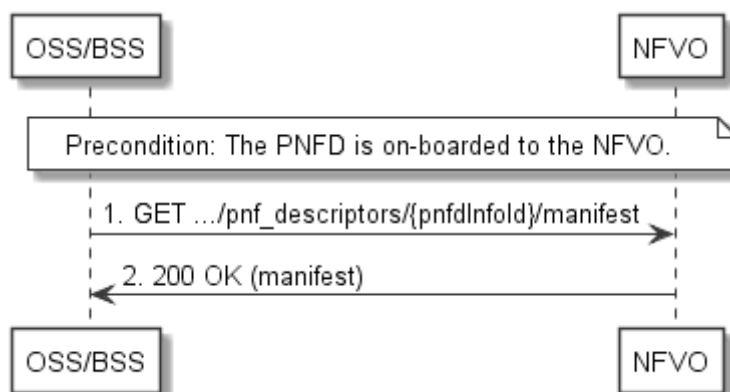 OSS/BSS NFVO
Precondition: The PNFD is on-boarded to the NFVO.
1. GET .../pnf_descriptors/{pnfdInfoId}/manifest
2. 200 OK (manifest)
OSS/BSS NFVO